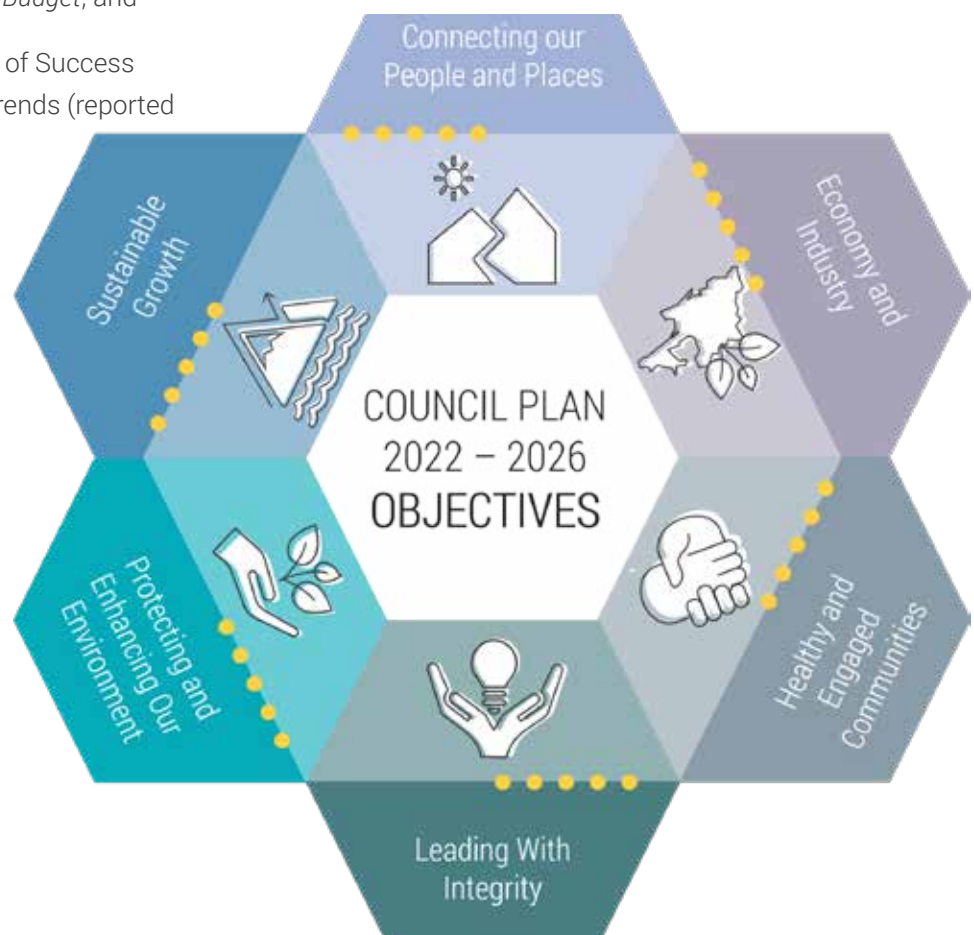 Budget, and
of Success
rends (reported
Connecting our
People and Places
Economy and
Industry
Healthy and
Engaged
Communities
Leading With
Integrity
Protecting and
Enhancing Our
Environment
Sustainable
Growth
COUNCIL PLAN
2022 – 2026
OBJECTIVES